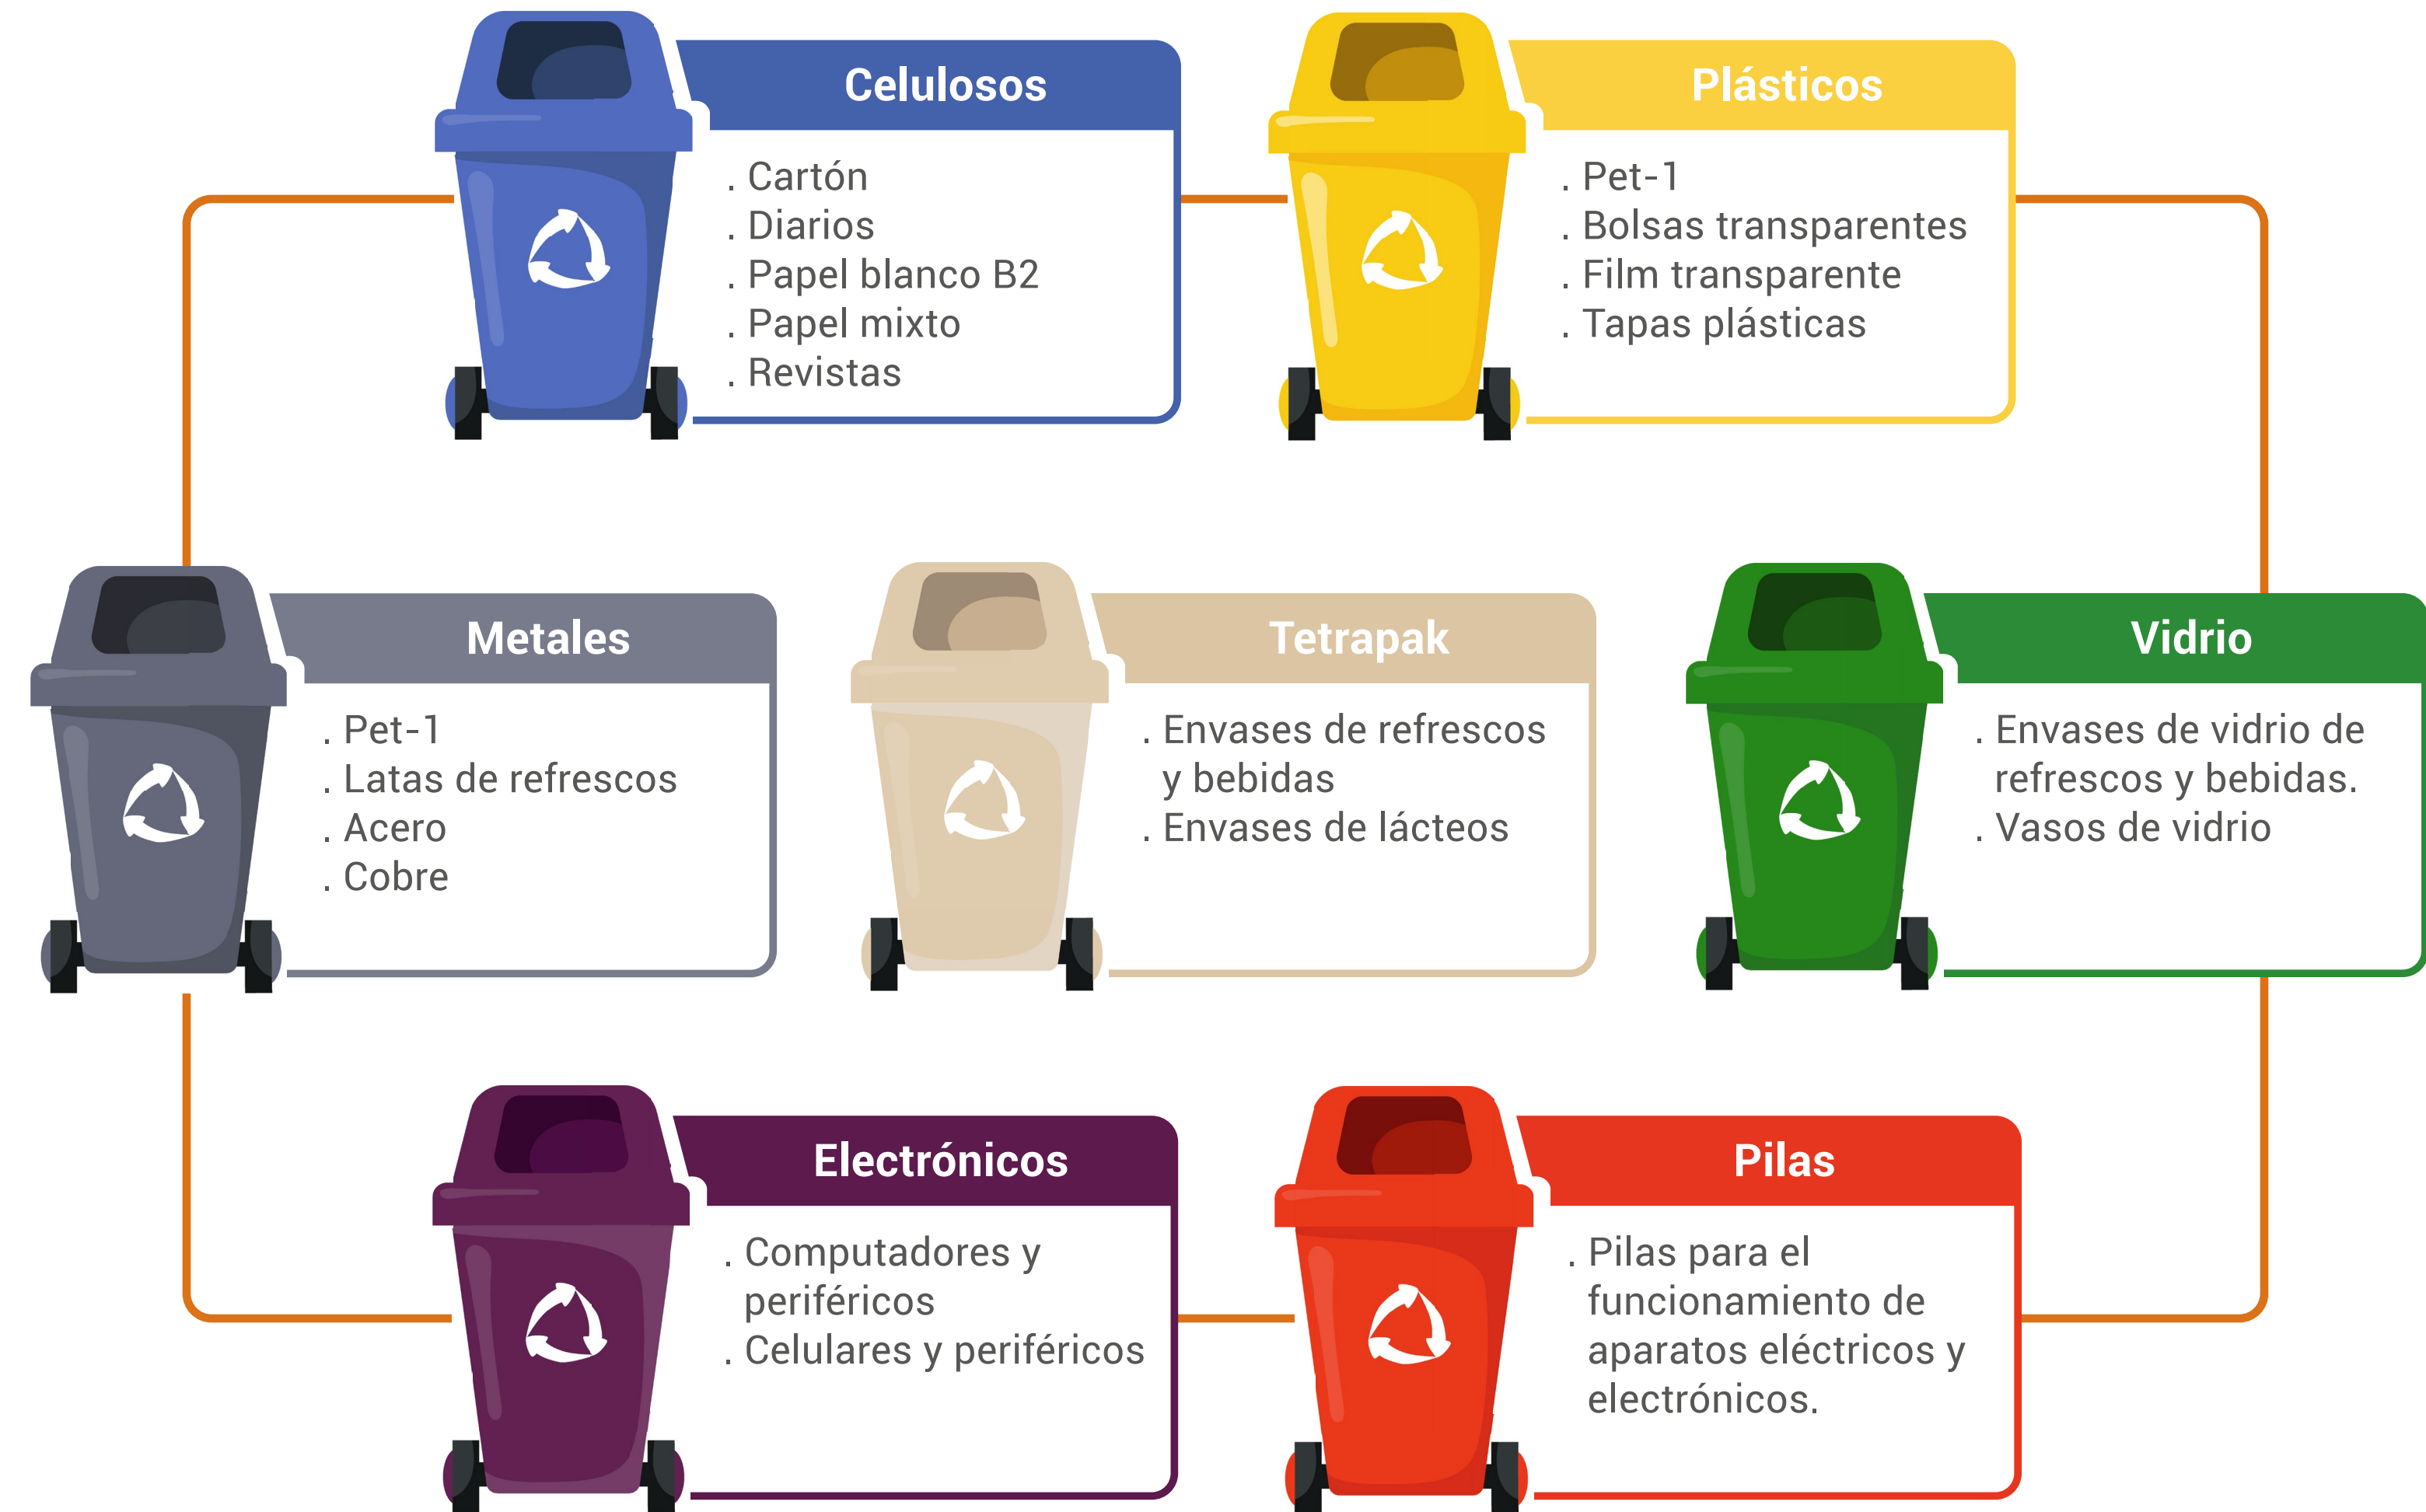 Celulosos
. Cartón
. Diarios
. Papel blanco B2
. Papel mixto
. Revistas
Plásticos
. Pet-1
. Bolsas transparentes
. Film transparente
. Tapas plásticas
Metales
. Pet-1
. Latas de refrescos
. Acero
. Cobre
Tetrapak
. Envases de refrescos
y bebidas
. Envases de lácteos
Vidrio
. Envases de vidrio de
refrescos y bebidas.
. Vasos de vidrio
Electrónicos
. Computadores y
periféricos
. Celulares y periféricos
Pilas
. Pilas para el
funcionamiento de
aparatos eléctricos y
electrónicos.